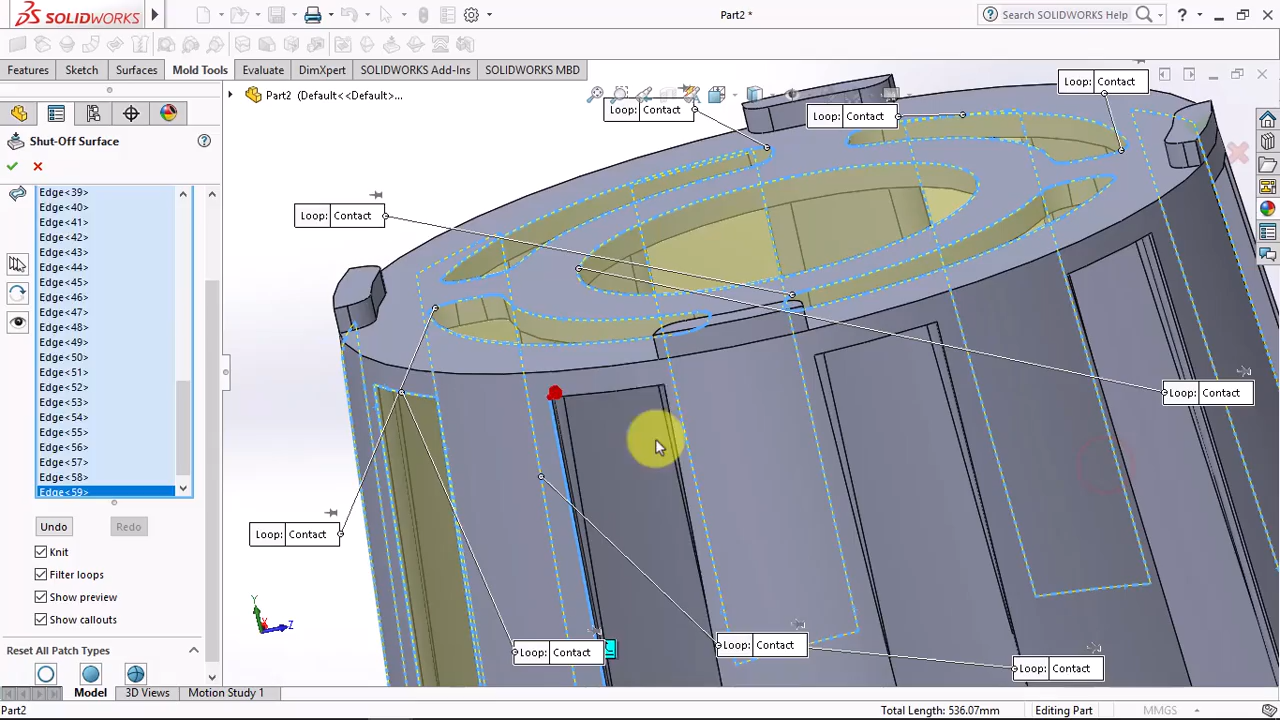 SOLIDWORKS
Part2 *
Search SOLIDWORKS Help
Features
Sketch
Surfaces
Mold Tools
Evaluate
DimXpert
SOLIDWORKS Add-Ins
SOLIDWORKS MBD
Part2 (Default<<Default>...
Shut-Off Surface
Edge<39>
Edge<40>
Edge<41>
Edge<42>
Edge<43>
Edge<44>
Edge<45>
Edge<46>
Edge<47>
Edge<48>
Edge<49>
Edge<50>
Edge<51>
Edge<52>
Edge<53>
Edge<54>
Edge<55>
Edge<56>
Edge<57>
Edge<58>
Edge<59>
Undo
Redo
Knit
Filter loops
Show preview
Show callouts
Reset All Patch Types
Loop: Contact
Loop: Contact
Loop: Contact
Loop: Contact
Loop: Contact
Loop: Contact
Loop: Contact
Loop: Contact
Loop: Contact
Y
Z
Model
3D Views
Motion Study 1
Part2
Total Length: 536.07mm
Editing Part
MMGS